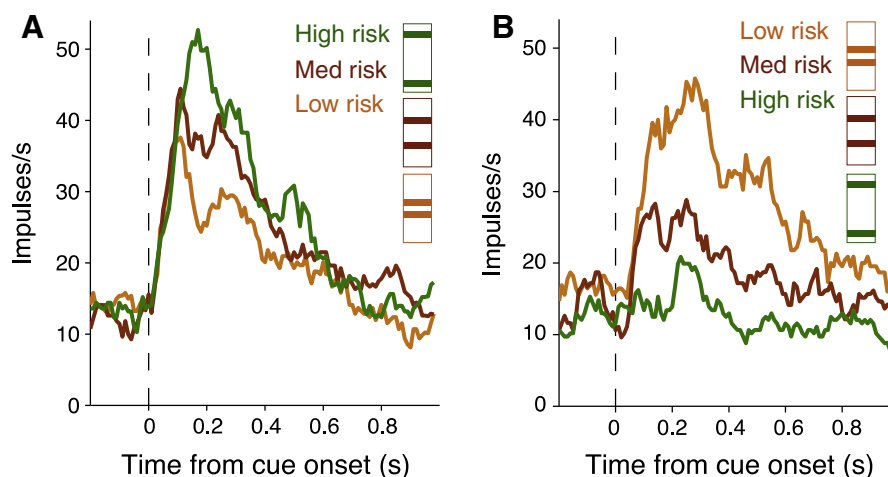 A
High risk
Med risk
Low risk
Impulses/s
50
40
30
20
10
0
0 0.2 0.4 0.6 0.8
Time from cue onset (s)
B
Low risk
Med risk
High risk
Impulses/s
50
40
30
20
10
0
0 0.2 0.4 0.6 0.8
Time from cue onset (s)